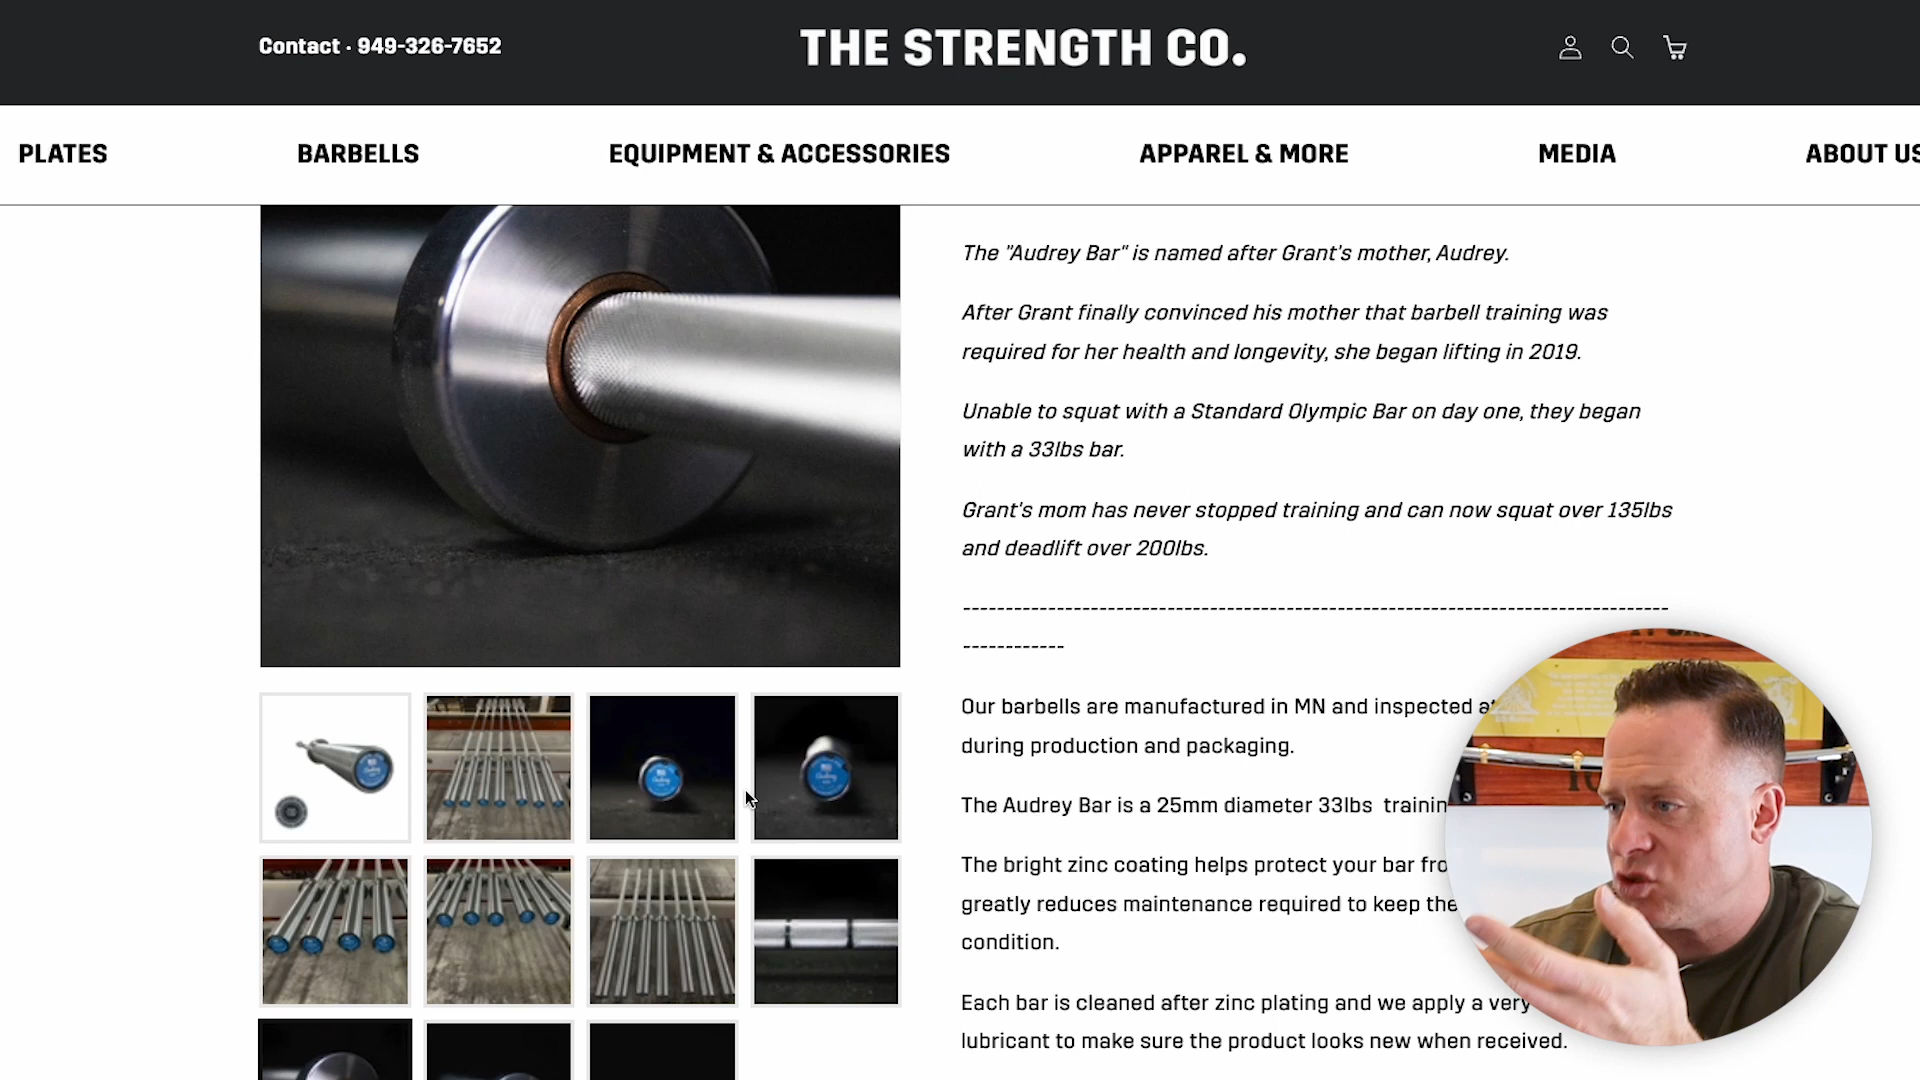 Contact · 949-326-7652
THE STRENGTH CO.
PLATES
BARBELLS
EQUIPMENT & ACCESSORIES
APPAREL & MORE
MEDIA
ABOUT US
The "Audrey Bar" is named after Grant's mother, Audrey.
After Grant finally convinced his mother that barbell training was
required for her health and longevity, she began lifting in 2019.
Unable to squat with a Standard Olympic Bar on day one, they began
with a 33lbs bar.
Grant's mom has never stopped training and can now squat over 135lbs
and deadlift over 200lbs.
------------------------------------------------------------------------------------
------------
Our barbells are manufactured in MN and inspected
during production and packaging.
The Audrey Bar is a 25mm diameter 33lbs
The bright zinc coating helps protect your bar
greatly reduces maintenance required to keep the
condition.
Each bar is cleaned after zinc plating and we apply a very
lubricant to make sure the product looks new when received.